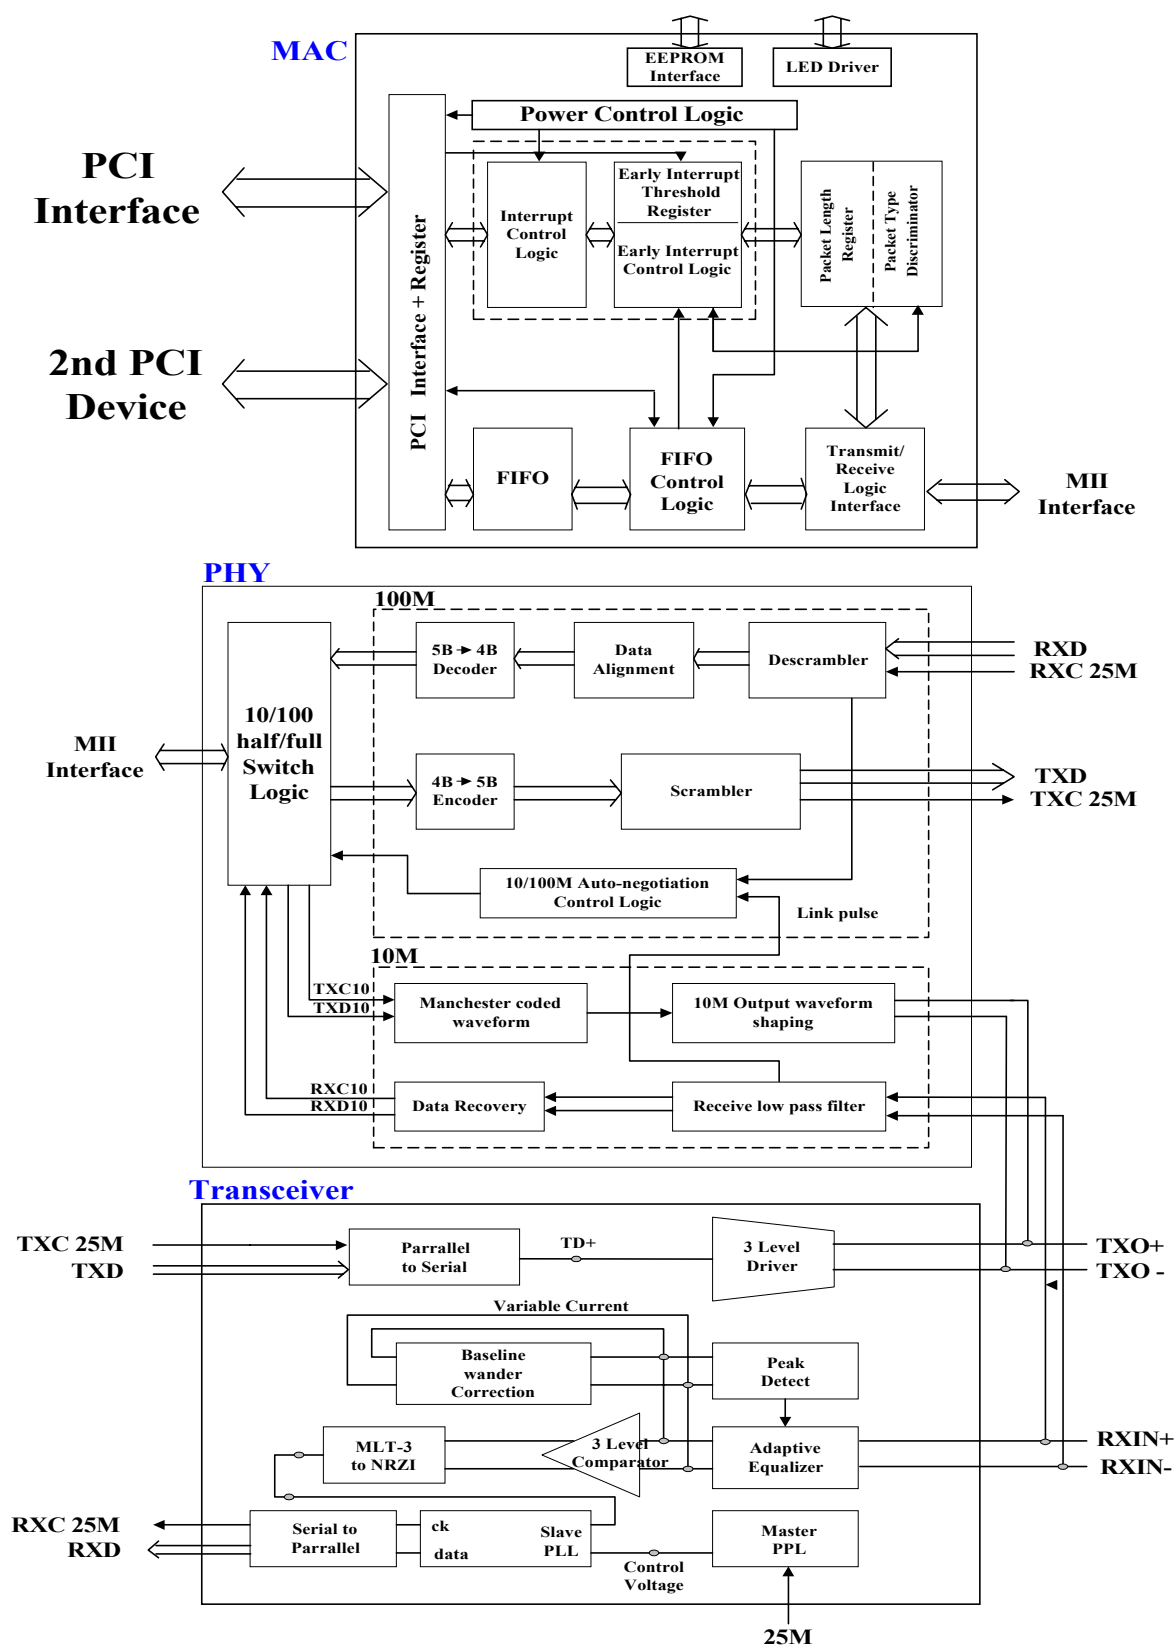 MAC
EEPROM
Interface
LED Driver
Power Control Logic
PCI
Interface
PCI Interface + Register
Interrupt
Control
Logic
Early Interrupt
Threshold
Register
Early Interrupt
Control Logic
Packet Length
Register
Packet Type
Discriminator
2nd PCI
Device
FIFO
FIFO
Control
Logic
Transmit/
Receive
Logic
Interface
MII
Interface
PHY
100M
10/100
half/full
Switch
Logic
5B → 4B
Decoder
Data
Alignment
Descrambler
RXD
RXC 25M
MII
Interface
4B → 5B
Encoder
Scrambler
TXD
TXC 25M
10/100M Auto-negotiation
Control Logic
Link pulse
10M
TXC10
TXD10
Manchester coded
waveform
10M Output waveform
shaping
RXC10
RXD10
Data Recovery
Receive low pass filter
Transceiver
TXC 25M
TXD
Parrallel
to Serial
TD+
3 Level
Driver
TXO+
TXO -
Variable Current
Baseline
wander
Correction
Peak
Detect
MLT-3
to NRZI
3 Level
Comparator
Adaptive
Equalizer
RXIN+
RXIN-
RXC 25M
RXD
Serial to
Parrallel
ck
data
Slave
PLL
Control
Voltage
Master
PPL
25M